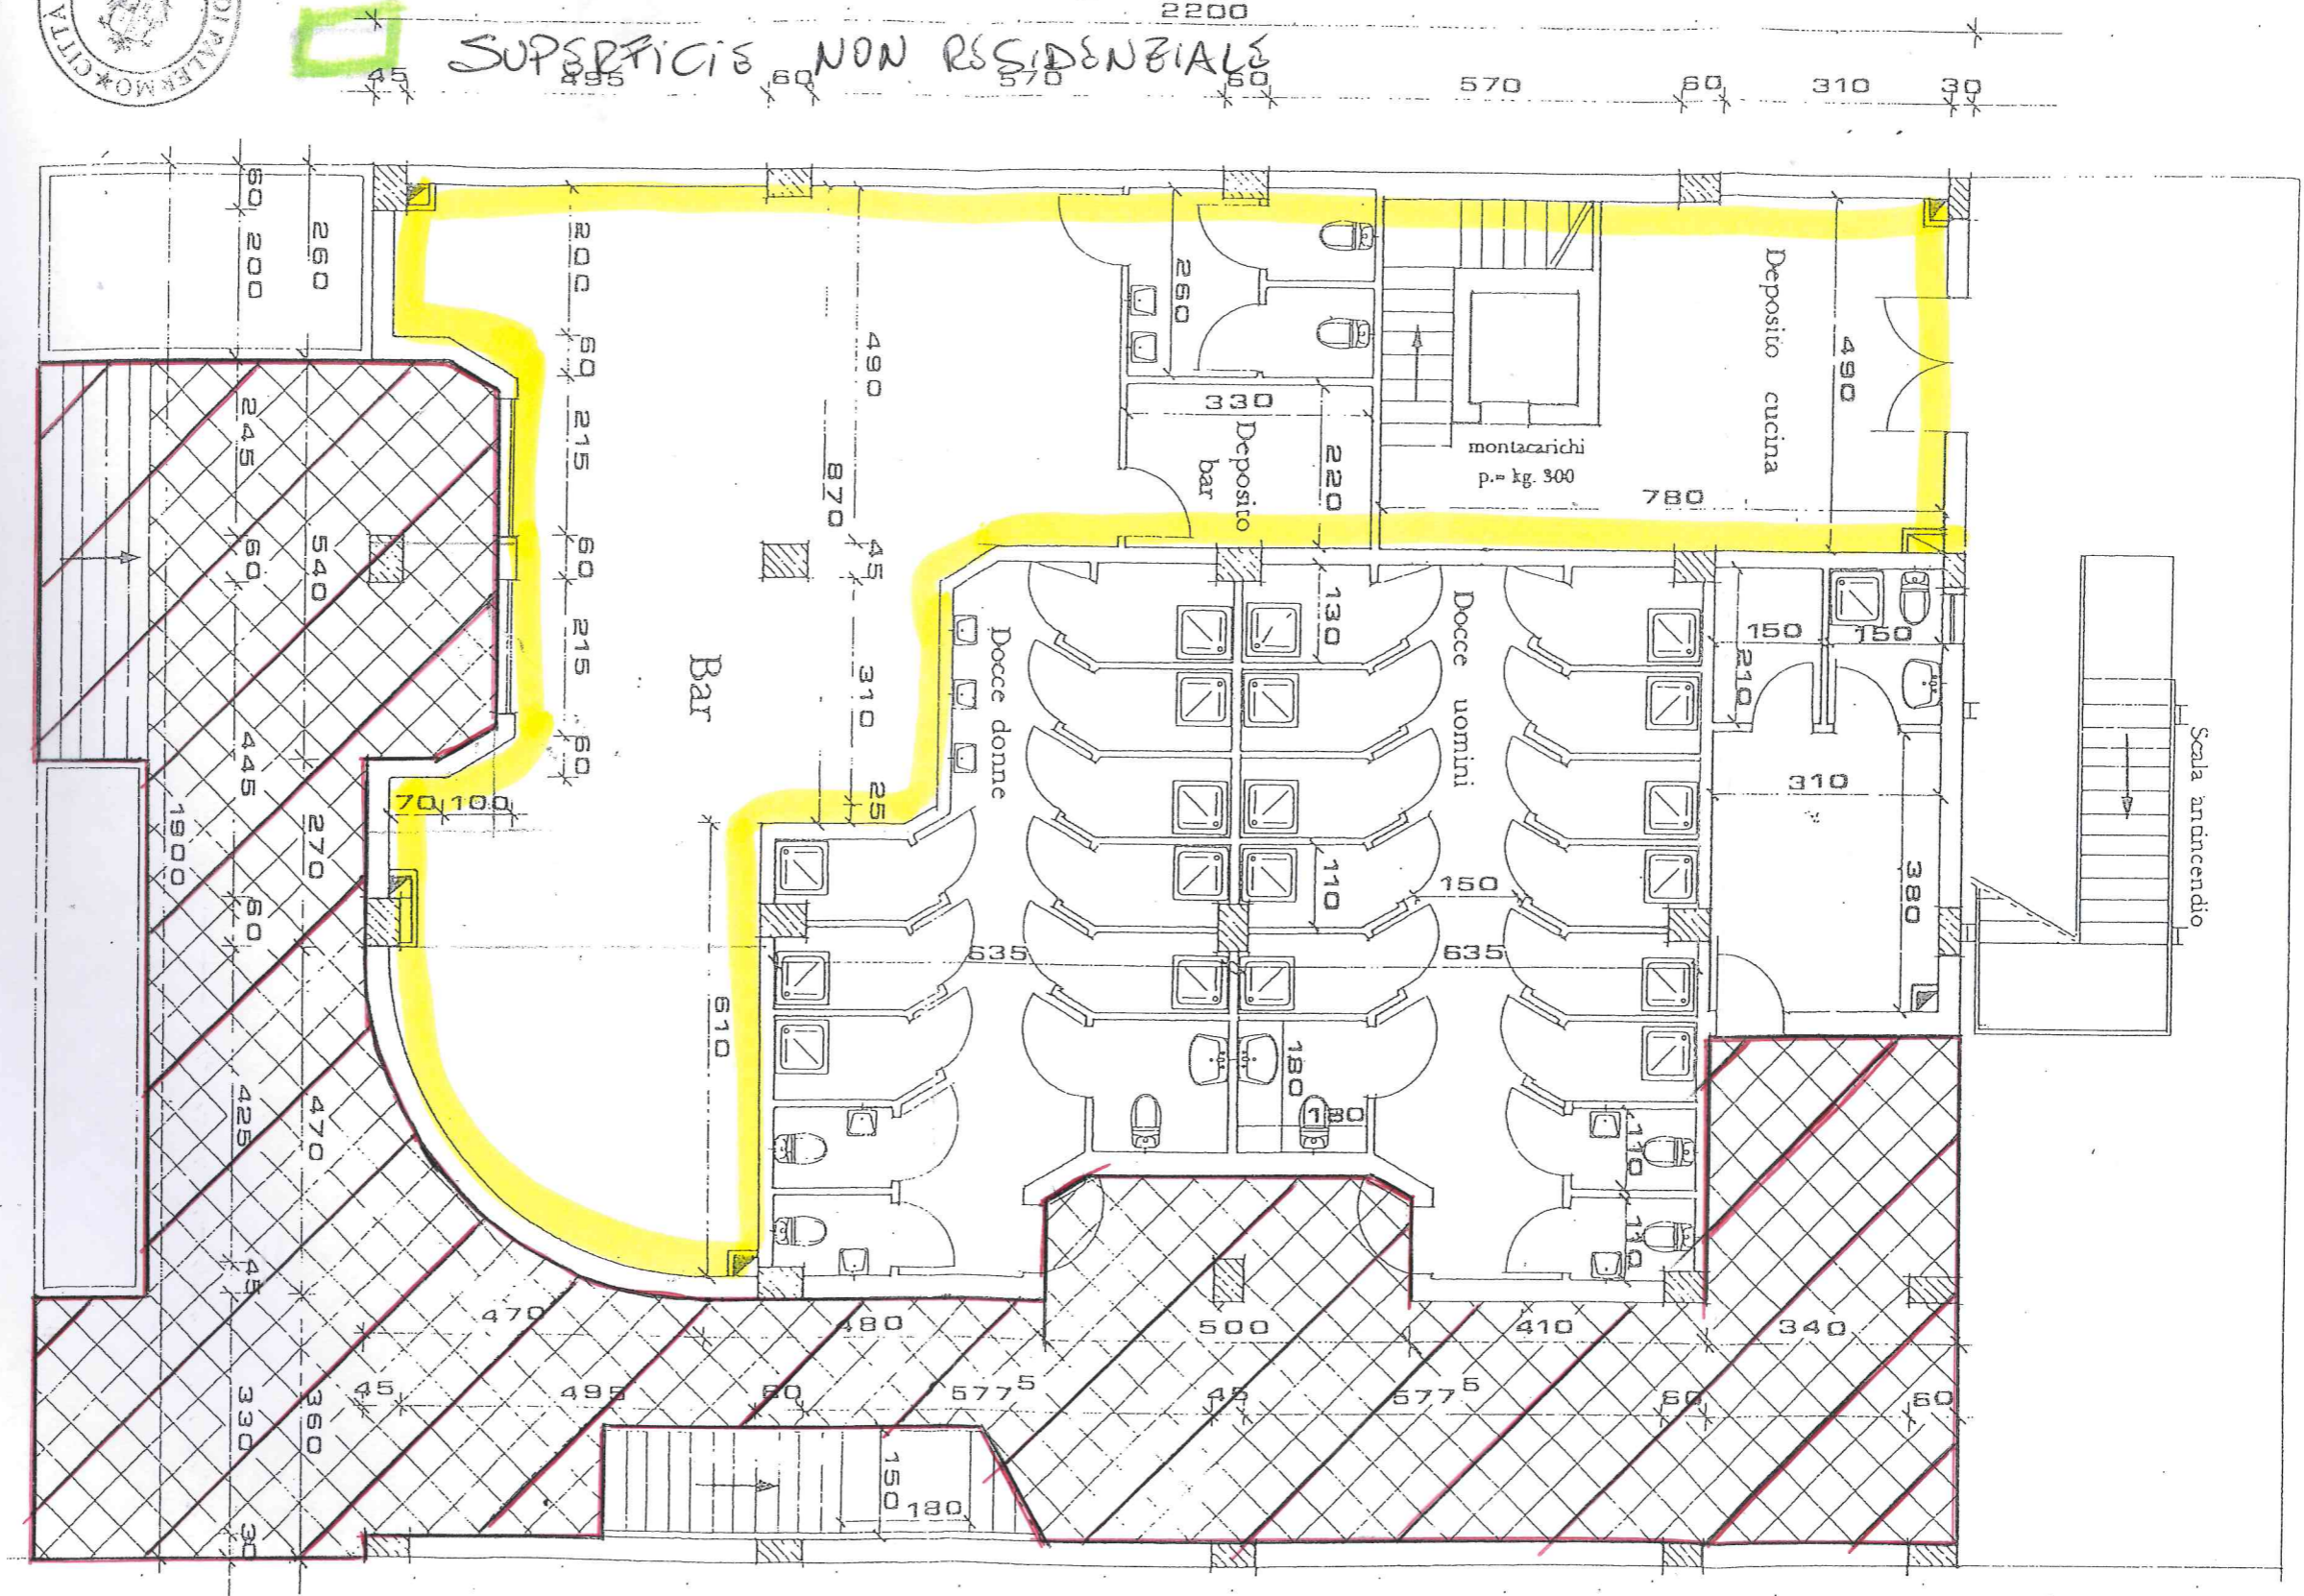 CITTA
DI PALERMO
2200
SUPERFICIE NON RESIDENZIALE
45 495 60 570 60 570 60 310 30
60 200 260
200 60 215 60 215 60
490 870 45 310 25
260
330
220
Deposito
bar
montacarichi
p.= kg. 300
Deposito cucina
490
780
245 60 540
445 270
1900
60
425 470
45
330 360
30
Bar
70 100
610
Docce donne
Docce uomini
130
110
150
635
635
180
180
110
110
150 150
210
310
380
Scala antincendio
470 480 500 410 340
45 495 60 577 5 45 577 5 60 60
150
180